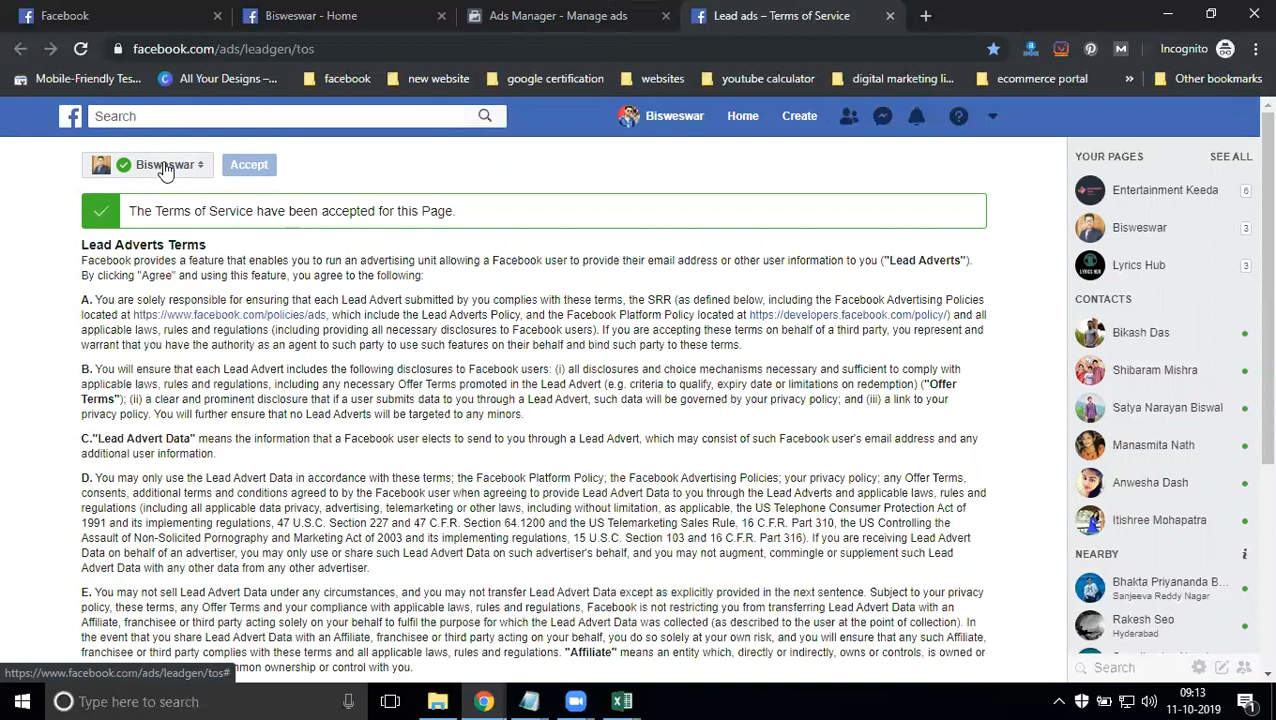 Facebook
Bisweswar - Home
Ads Manager - Manage ads
Lead ads – Terms of Service
facebook.com/ads/leadgen/tos
Incognito
Mobile-Friendly Tes...
All Your Designs –...
facebook
new website
google certification
websites
youtube calculator
digital marketing li...
ecommerce portal
Other bookmarks
Search
Bisweswar
Home
Create
Bisweswar
Accept
The Terms of Service have been accepted for this Page.
Lead Adverts Terms
Facebook provides a feature that enables you to run an advertising unit allowing a Facebook user to provide their email address or other user information to you ("Lead Adverts").
By clicking "Agree" and using this feature, you agree to the following:
A. You are solely responsible for ensuring that each Lead Advert submitted by you complies with these terms, the SRR (as defined below, including the Facebook Advertising Policies
located at https://www.facebook.com/policies/ads, which include the Lead Adverts Policy, and the Facebook Platform Policy located at https://developers.facebook.com/policy/) and all
applicable laws, rules and regulations (including providing all necessary disclosures to Facebook users). If you are accepting these terms on behalf of a third party, you represent and
warrant that you have the authority as an agent to such party to use such features on their behalf and bind such party to these terms.
B. You will ensure that each Lead Advert includes the following disclosures to Facebook users: (i) all disclosures and choice mechanisms necessary and sufficient to comply with
applicable laws, rules and regulations, including any necessary Offer Terms promoted in the Lead Advert (e.g. criteria to qualify, expiry date or limitations on redemption) ("Offer
Terms"); (ii) a clear and prominent disclosure that if a user submits data to you through a Lead Advert, such data will be governed by your privacy policy; and (iii) a link to your
privacy policy. You will further ensure that no Lead Adverts will be targeted to any minors.
C."Lead Advert Data" means the information that a Facebook user elects to send to you through a Lead Advert, which may consist of such Facebook user's email address and any
additional user information.
D. You may only use the Lead Advert Data in accordance with these terms; the Facebook Platform Policy; the Facebook Advertising Policies; your privacy policy; any Offer Terms,
consents, additional terms and conditions agreed to by the Facebook user when agreeing to provide Lead Advert Data to you through the Lead Adverts and applicable laws, rules and
regulations (including all applicable data privacy, advertising, telemarketing or other laws, including without limitation, as applicable, the US Telephone Consumer Protection Act of
1991 and its implementing regulations, 47 U.S.C. Section 227 and 47 C.F.R. Section 64.1200 and the US Telemarketing Sales Rule, 16 C.F.R. Part 310, the US Controlling the
Assault of Non-Solicited Pornography and Marketing Act of 2003 and its implementing regulations, 15 U.S.C. Section 103 and 16 C.F.R. Part 316). If you are receiving Lead Advert
Data on behalf of an advertiser, you may only use or share such Lead Advert Data on such advertiser's behalf, and you may not augment, commingle or supplement such Lead
Advert Data with any other data from any other advertiser.
E. You may not sell Lead Advert Data under any circumstances, and you may not transfer Lead Advert Data except as explicitly provided in the next sentence. Subject to your privacy
policy, these terms, any Offer Terms and your compliance with applicable laws, rules and regulations, Facebook is not restricting you from transferring Lead Advert Data with an
Affiliate, franchisee or third party acting solely on your behalf to fulfil the purpose for which the Lead Advert Data was collected (as described to the user at the point of collection). In
the event that you share Lead Advert Data with an Affiliate, franchisee or third party acting on your behalf, you do so solely at your own risk, and you will ensure that any such Affiliate,
franchisee or third party complies with these terms and all applicable laws, rules and regulations. "Affiliate" means an entity which, directly or indirectly, owns or controls, is owned or
mmon ownership or control with you.
https://www.facebook.com/ads/leadgen/tos#
YOUR PAGES
SEE ALL
Entertainment Keeda
6
Bisweswar
3
Lyrics Hub
3
CONTACTS
Bikash Das
Shibaram Mishra
Satya Narayan Biswal
Manasmita Nath
Anwesha Dash
Itishree Mohapatra
NEARBY
Bhakta Priyananda B...
Sanjeeva Reddy Nagar
Rakesh Seo
Hyderabad
Search
Type here to search
09:13
11-10-2019
1